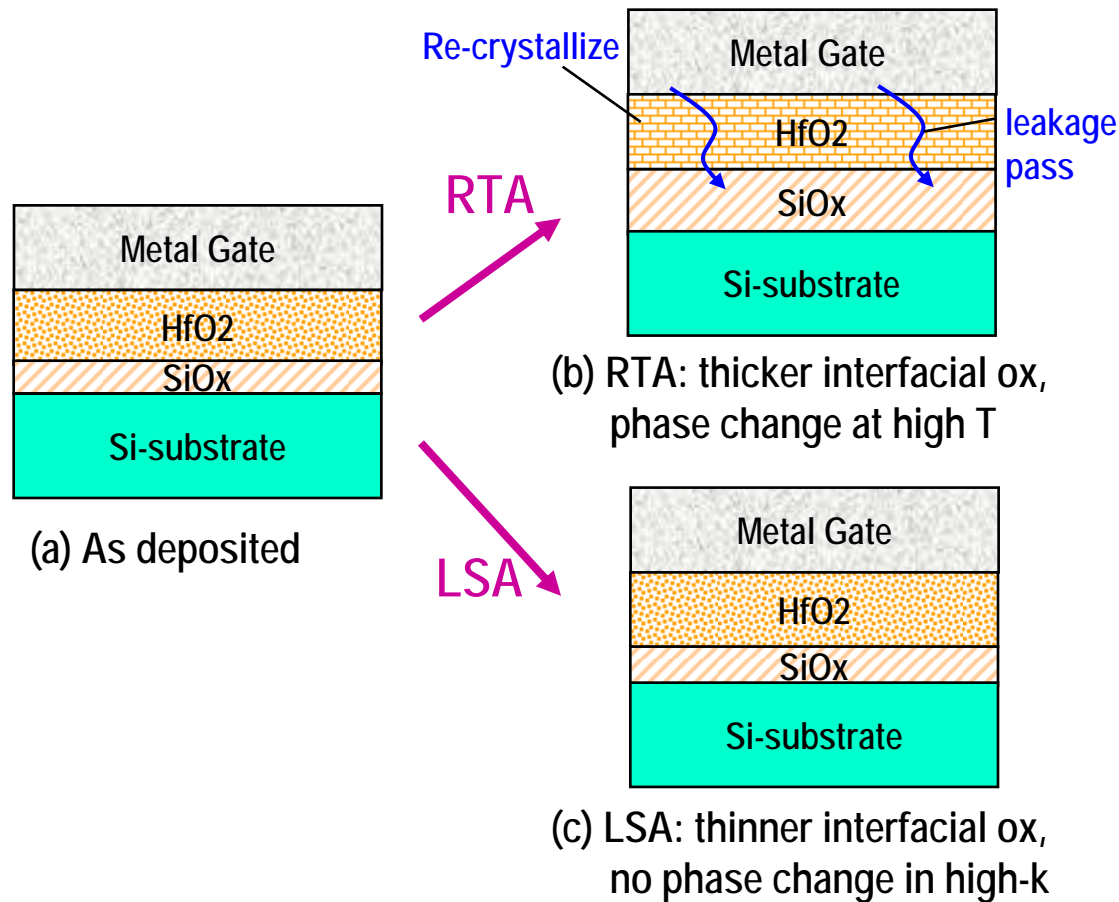 Re-crystallize
Metal Gate
HfO2
leakage
pass
SiOx
Si-substrate
(b) RTA: thicker interfacial ox,
phase change at high T
RTA
Metal Gate
HfO2
SiOx
Si-substrate
(a) As deposited
LSA
Metal Gate
HfO2
SiOx
Si-substrate
(c) LSA: thinner interfacial ox,
no phase change in high-k